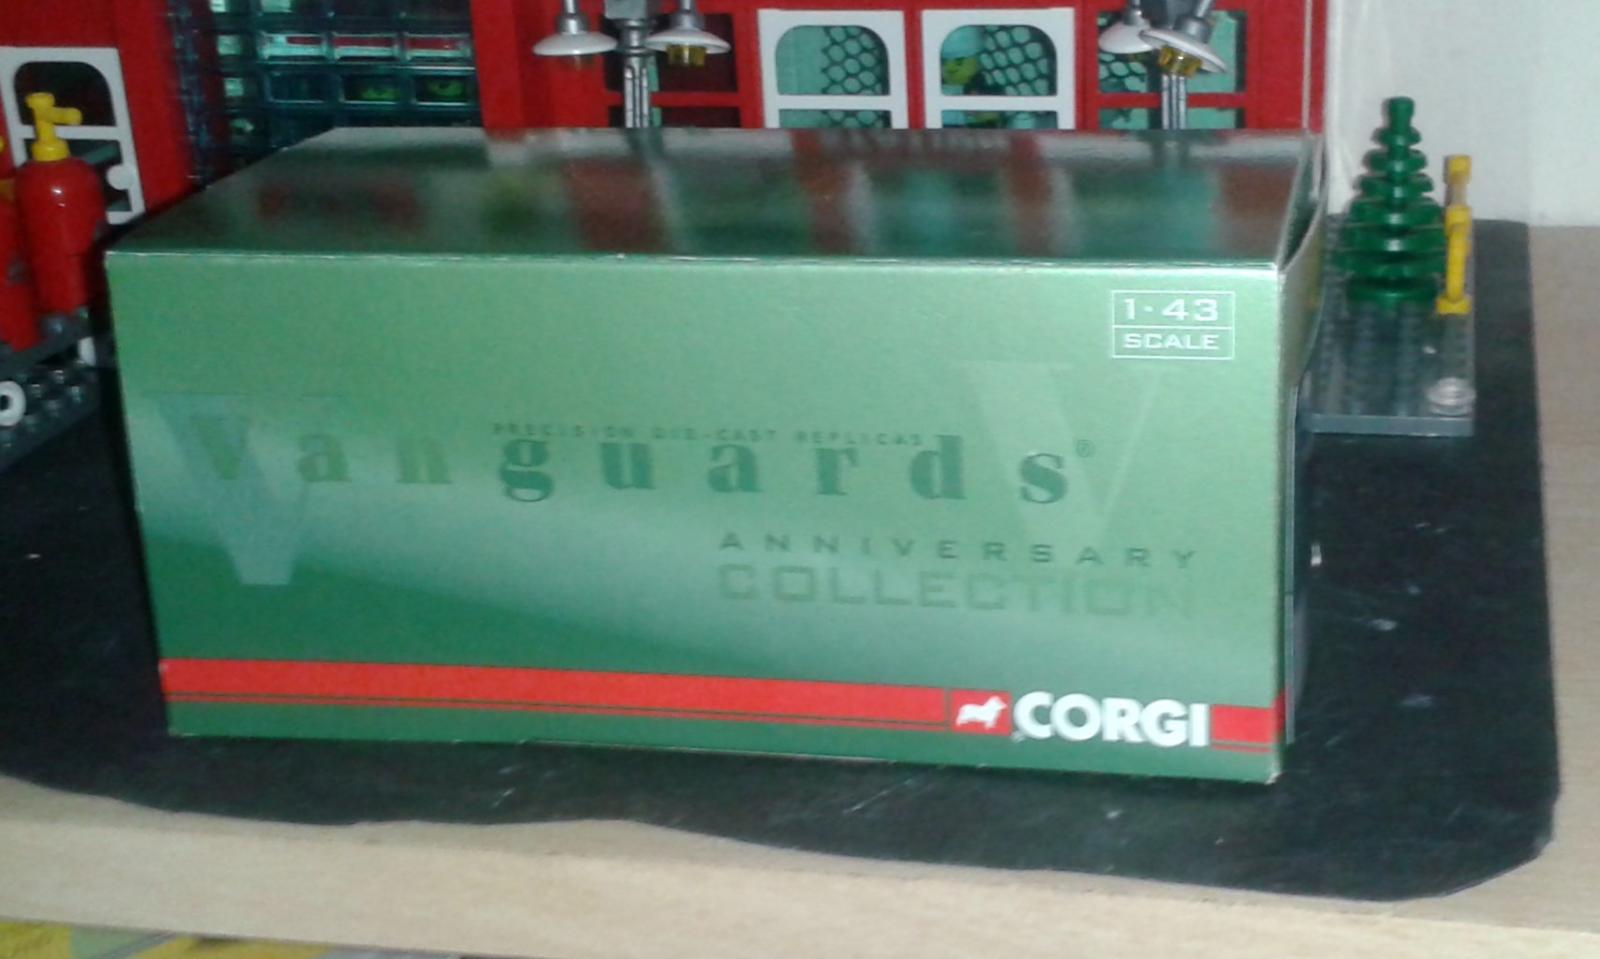 1·43
SCALE
PRECISION DIE-CAST REPLICAS
Vanguards®
ANNIVERSARY
COLLECTION
CORGI